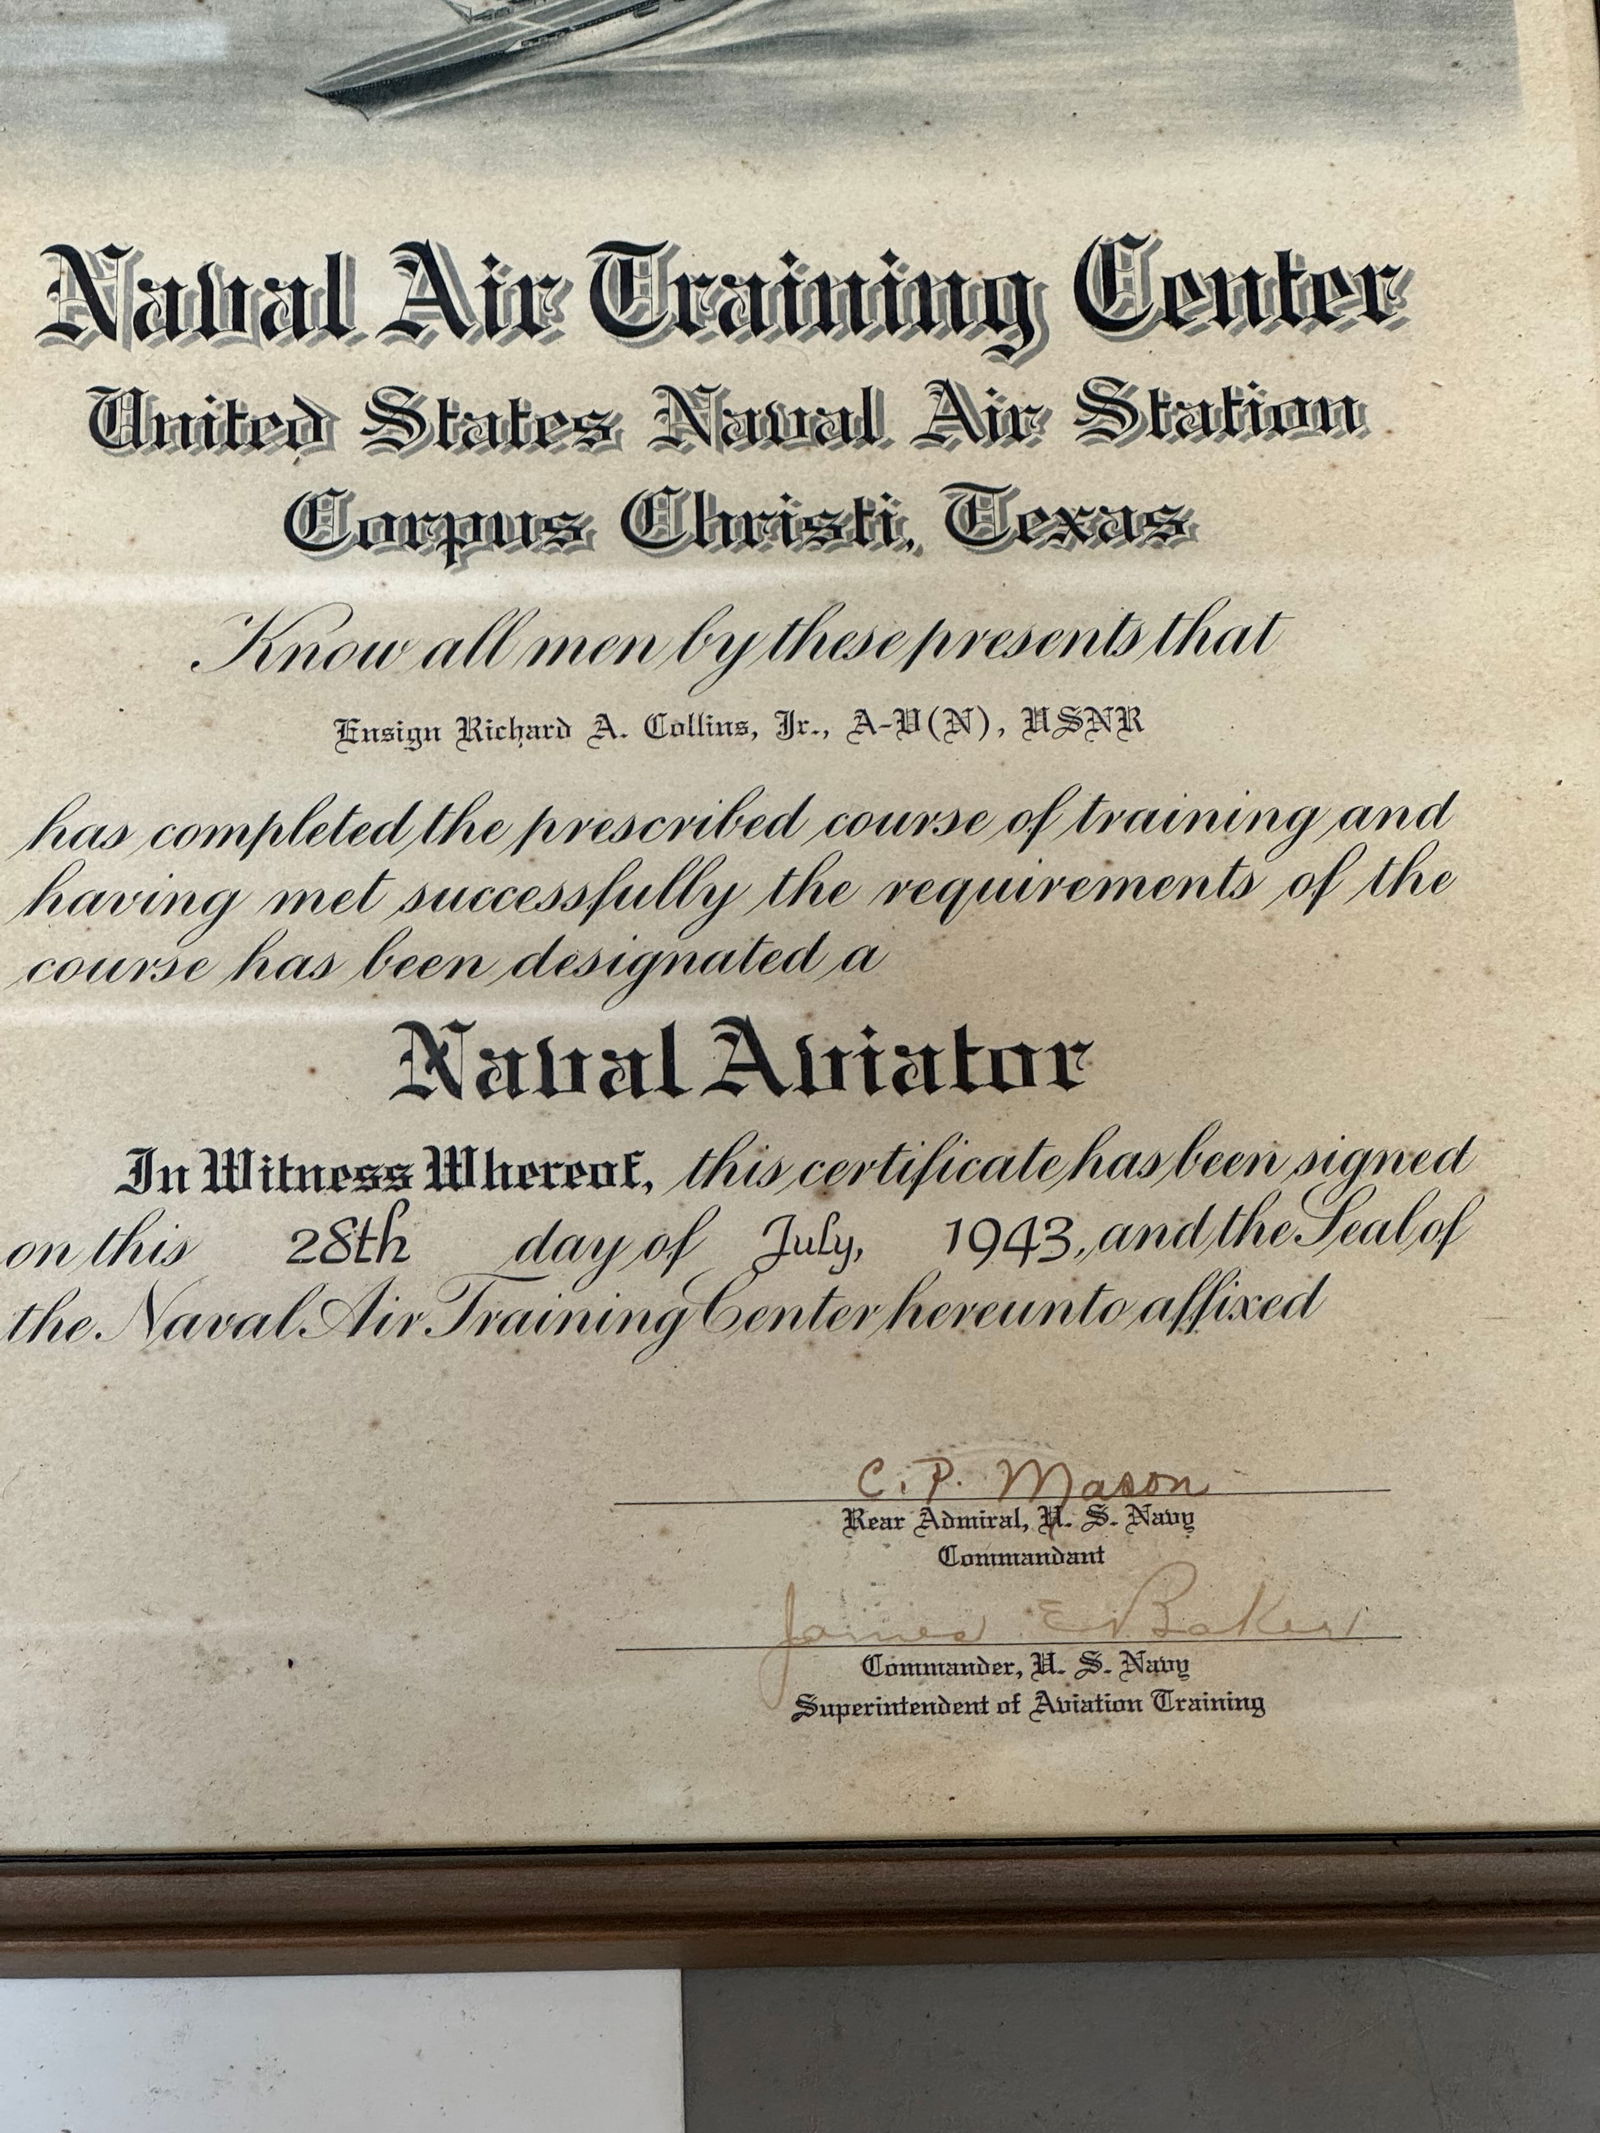 Naval Air Training Center
United States Naval Air Station
Corpus Christi, Texas
Know all men by these presents that
Ensign Richard A. Collins, Jr., A-V(N), USNR
has completed the prescribed course of training and
having met successfully the requirements of the
course has been designated a
Naval Aviator
In Witness Whereof, this certificate has been signed
on this 28th day of July, 1943, and the Seal of
the Naval Air Training Center hereunto affixed
C. P. Mason
Rear Admiral, U. S. Navy
Commandant
James E Baker
Commander, U. S. Navy
Superintendent of Aviation Training